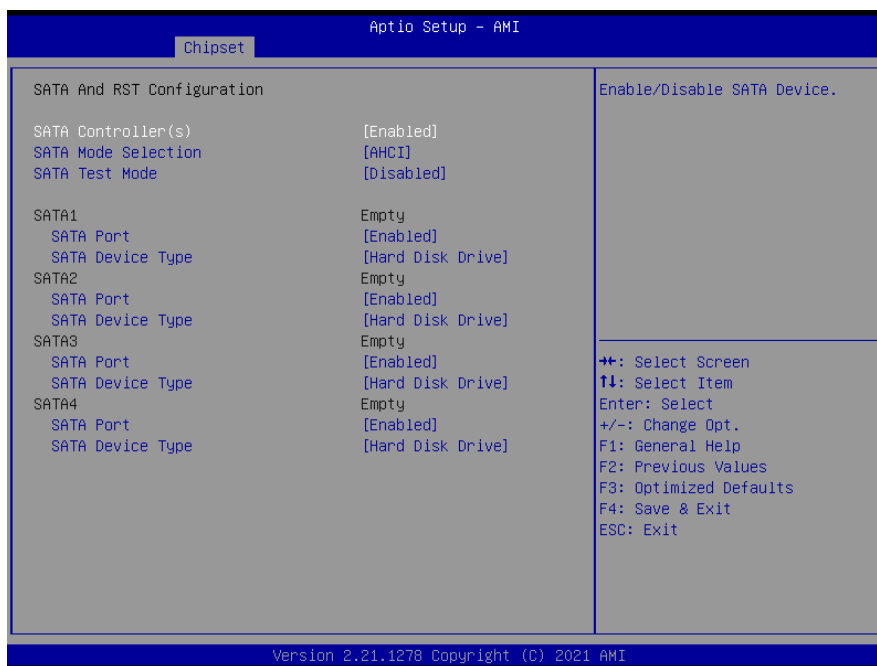 Aptio Setup – AMI
Chipset
SATA And RST Configuration
Enable/Disable SATA Device.
SATA Controller(s) [Enabled]
SATA Mode Selection [AHCI]
SATA Test Mode [Disabled]
SATA1 Empty
SATA Port [Enabled]
SATA Device Type [Hard Disk Drive]
SATA2 Empty
SATA Port [Enabled]
SATA Device Type [Hard Disk Drive]
SATA3 Empty
SATA Port [Enabled]
SATA Device Type [Hard Disk Drive]
SATA4 Empty
SATA Port [Enabled]
SATA Device Type [Hard Disk Drive]
→←: Select Screen
↑↓: Select Item
Enter: Select
+/-: Change Opt.
F1: General Help
F2: Previous Values
F3: Optimized Defaults
F4: Save & Exit
ESC: Exit
Version 2.21.1278 Copyright (C) 2021 AMI